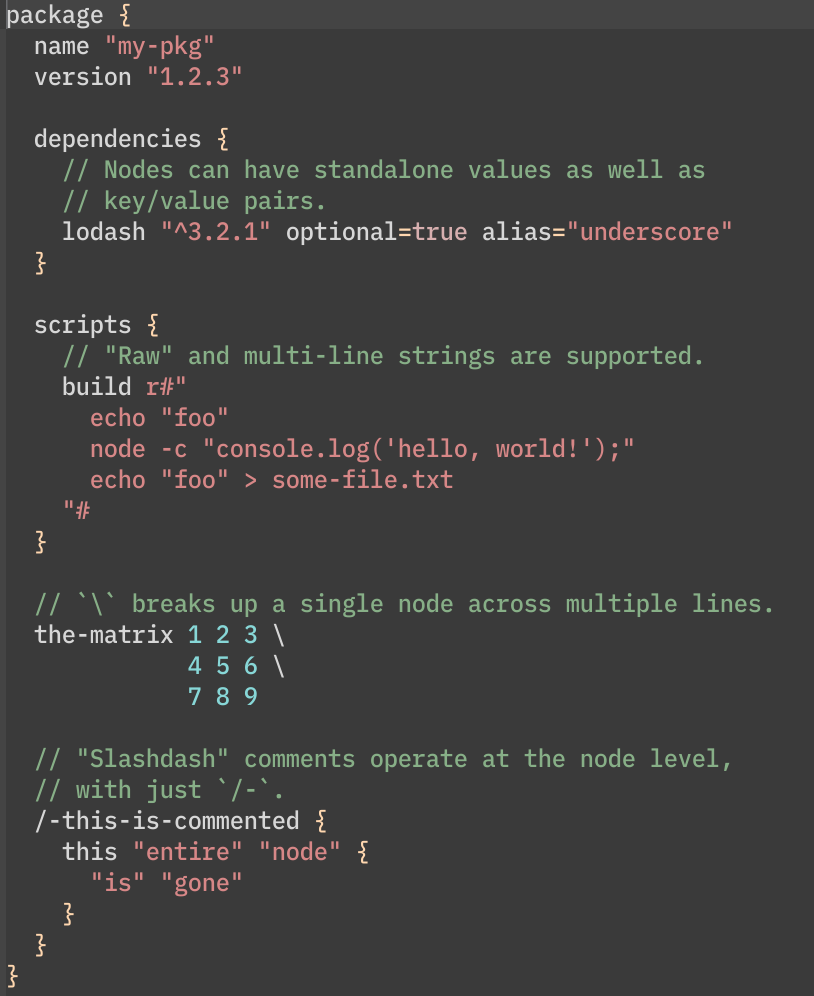 package {
  name "my-pkg"
  version "1.2.3"

  dependencies {
    // Nodes can have standalone values as well as
    // key/value pairs.
    lodash "^3.2.1" optional=true alias="underscore"
  }

  scripts {
    // "Raw" and multi-line strings are supported.
    build r#"
      echo "foo"
      node -c "console.log('hello, world!');"
      echo "foo" > some-file.txt
    "#
  }

  // `\` breaks up a single node across multiple lines.
  the-matrix 1 2 3 \
             4 5 6 \
             7 8 9

  // "Slashdash" comments operate at the node level,
  // with just `/-`.
  /-this-is-commented {
    this "entire" "node" {
      "is" "gone"
    }
  }
}